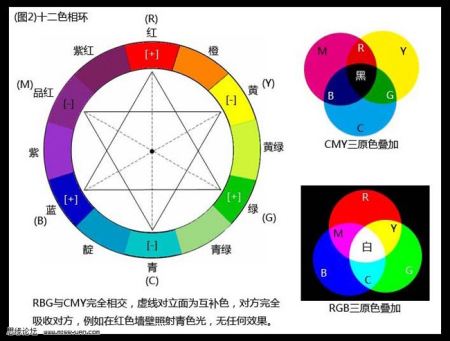 (图2)十二色相环
(R)
红
[+]
紫红
橙
(M)
品红
[-]
黄
(Y)
[-]
紫
黄绿
蓝
[+]
(B)
绿
[+]
(G)
靛
青绿
[-]
青
(C)
M
R
Y
黑
B
G
C
CMY三原色叠加
R
M
Y
白
B
C
G
RGB三原色叠加
RBG与CMY完全相交，虚线对立面为互补色，对方完全
吸收对方，例如在红色墙壁照射青色光，无任何效果。
思缘论坛